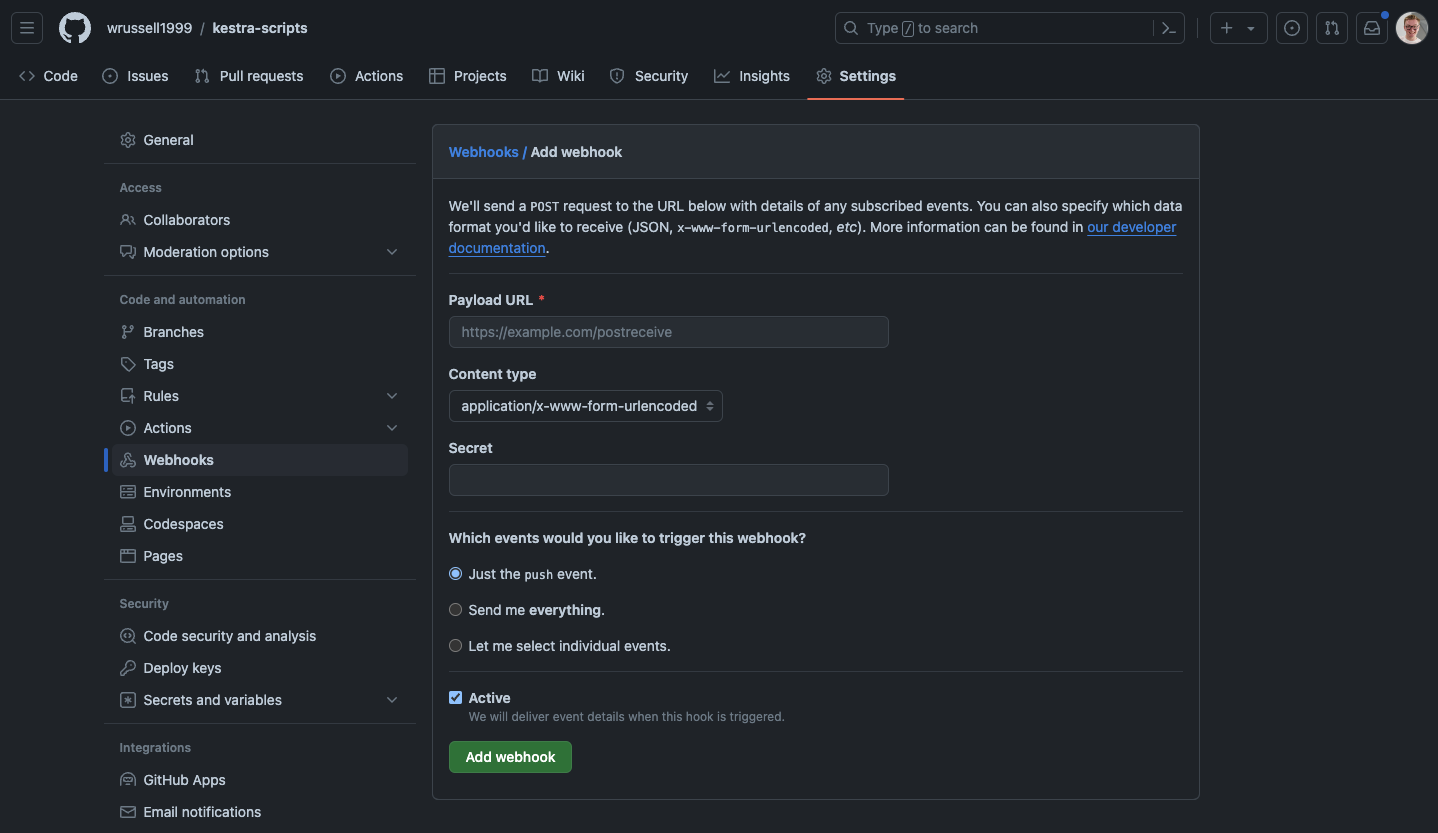 wrussell1999 / kestra-scripts
Type / to search
Code
Issues
Pull requests
Actions
Projects
Wiki
Security
Insights
Settings
General
Access
Collaborators
Moderation options
Code and automation
Branches
Tags
Rules
Actions
Webhooks
Environments
Codespaces
Pages
Security
Code security and analysis
Deploy keys
Secrets and variables
Integrations
GitHub Apps
Email notifications
Webhooks / Add webhook
We'll send a POST request to the URL below with details of any subscribed events. You can also specify which data
format you'd like to receive (JSON, x-www-form-urlencoded, etc). More information can be found in our developer
documentation.
Payload URL *
https://example.com/postreceive
Content type
application/x-www-form-urlencoded
Secret
Which events would you like to trigger this webhook?
Just the push event.
Send me everything.
Let me select individual events.
Active
We will deliver event details when this hook is triggered.
Add webhook